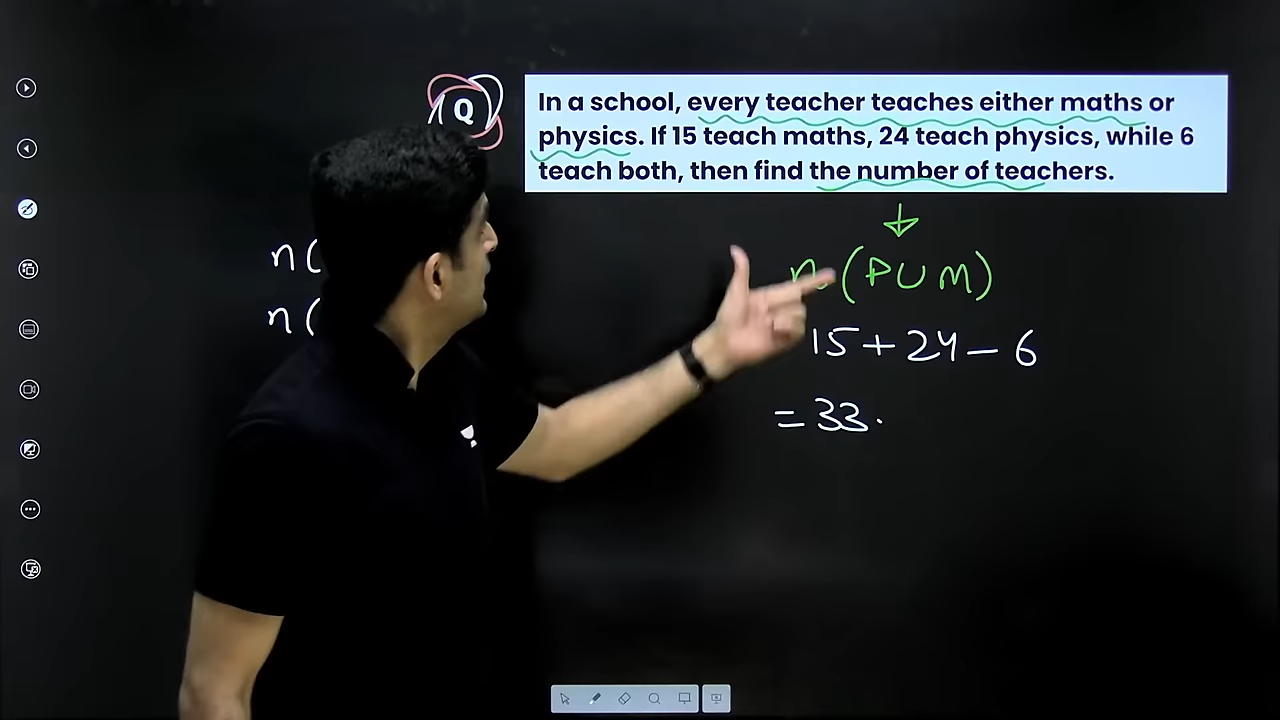 Q
In a school, every teacher teaches either maths or
physics. If 15 teach maths, 24 teach physics, while 6
teach both, then find the number of teachers.
n(
n(
n(PUM)
15+24-6
=33.